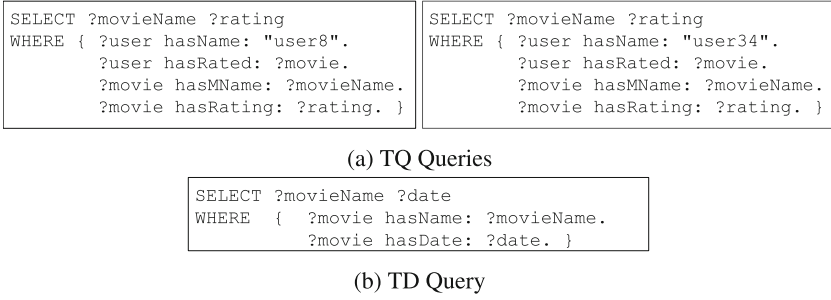 SELECT ?movieName ?rating
WHERE { ?user hasName: "user8".
?user hasRated: ?movie.
?movie hasMName: ?movieName.
?movie hasRating: ?rating. }
SELECT ?movieName ?rating
WHERE { ?user hasName: "user34".
?user hasRated: ?movie.
?movie hasMName: ?movieName.
?movie hasRating: ?rating. }
(a) TQ Queries
SELECT ?movieName ?date
WHERE { ?movie hasName: ?movieName.
?movie hasDate: ?date. }
(b) TD Query